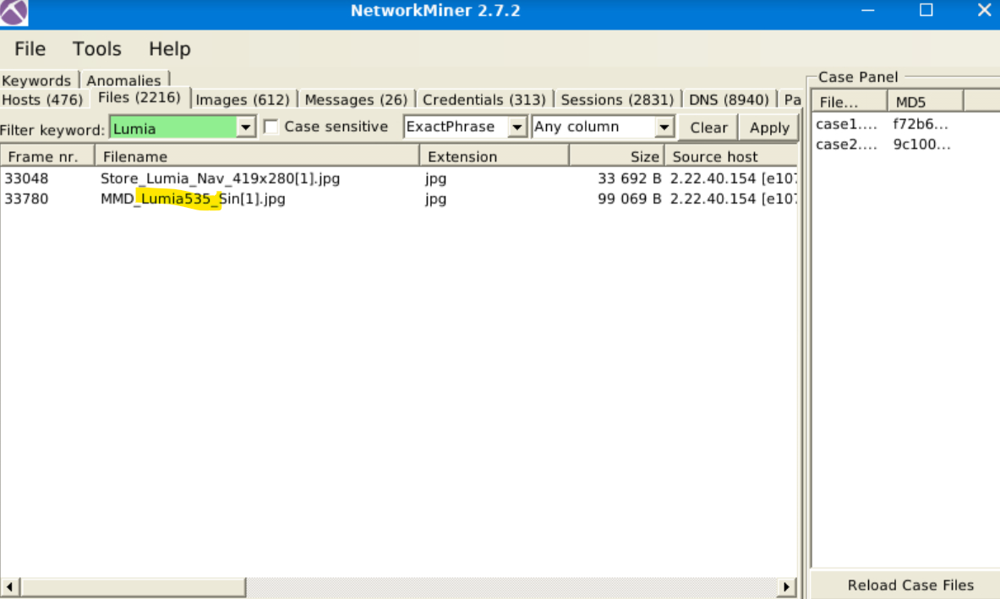 NetworkMiner 2.7.2
File Tools Help
Keywords Anomalies
Hosts (476) Files (2216) Images (612) Messages (26) Credentials (313) Sessions (2831) DNS (8940) Pa
Filter keyword: Lumia Case sensitive ExactPhrase Any column Clear Apply
Frame nr. Filename Extension Size Source host
33048 Store_Lumia_Nav_419x280[1].jpg jpg 33 692 B 2.22.40.154 [e107
33780 MMD_Lumia535_Sin[1].jpg jpg 99 069 B 2.22.40.154 [e107
Case Panel
File... MD5
case1.... f72b6...
case2.... 9c100...
Reload Case Files